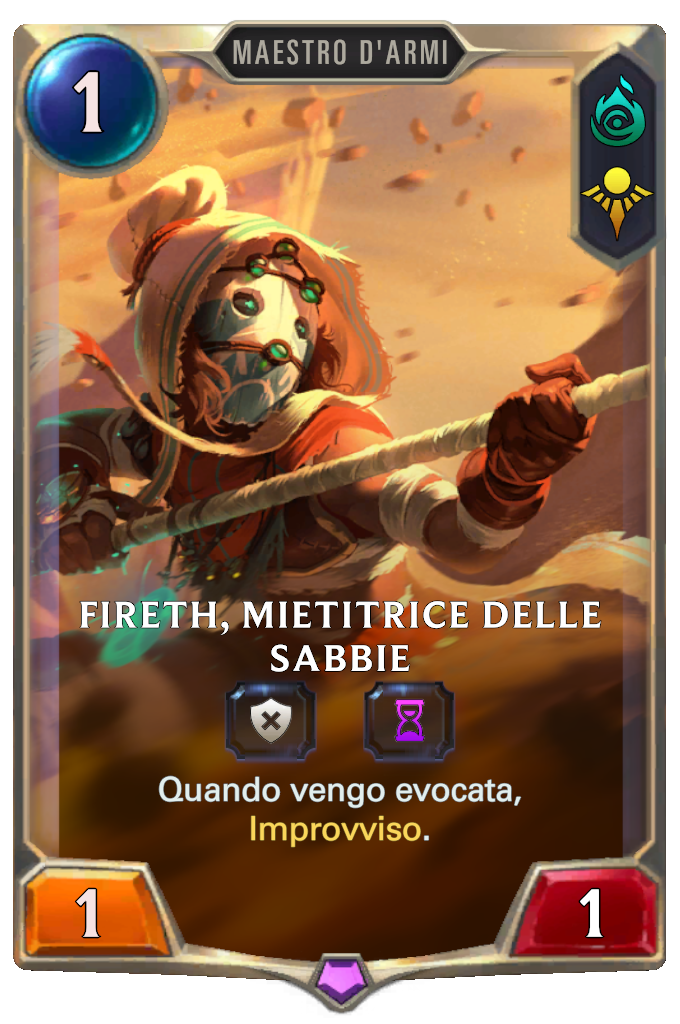 MAESTRO D'ARMI
1
FIRETH, MIETITRICE DELLE
SABBIE
Quando vengo evocata,
Improvviso.
1
1